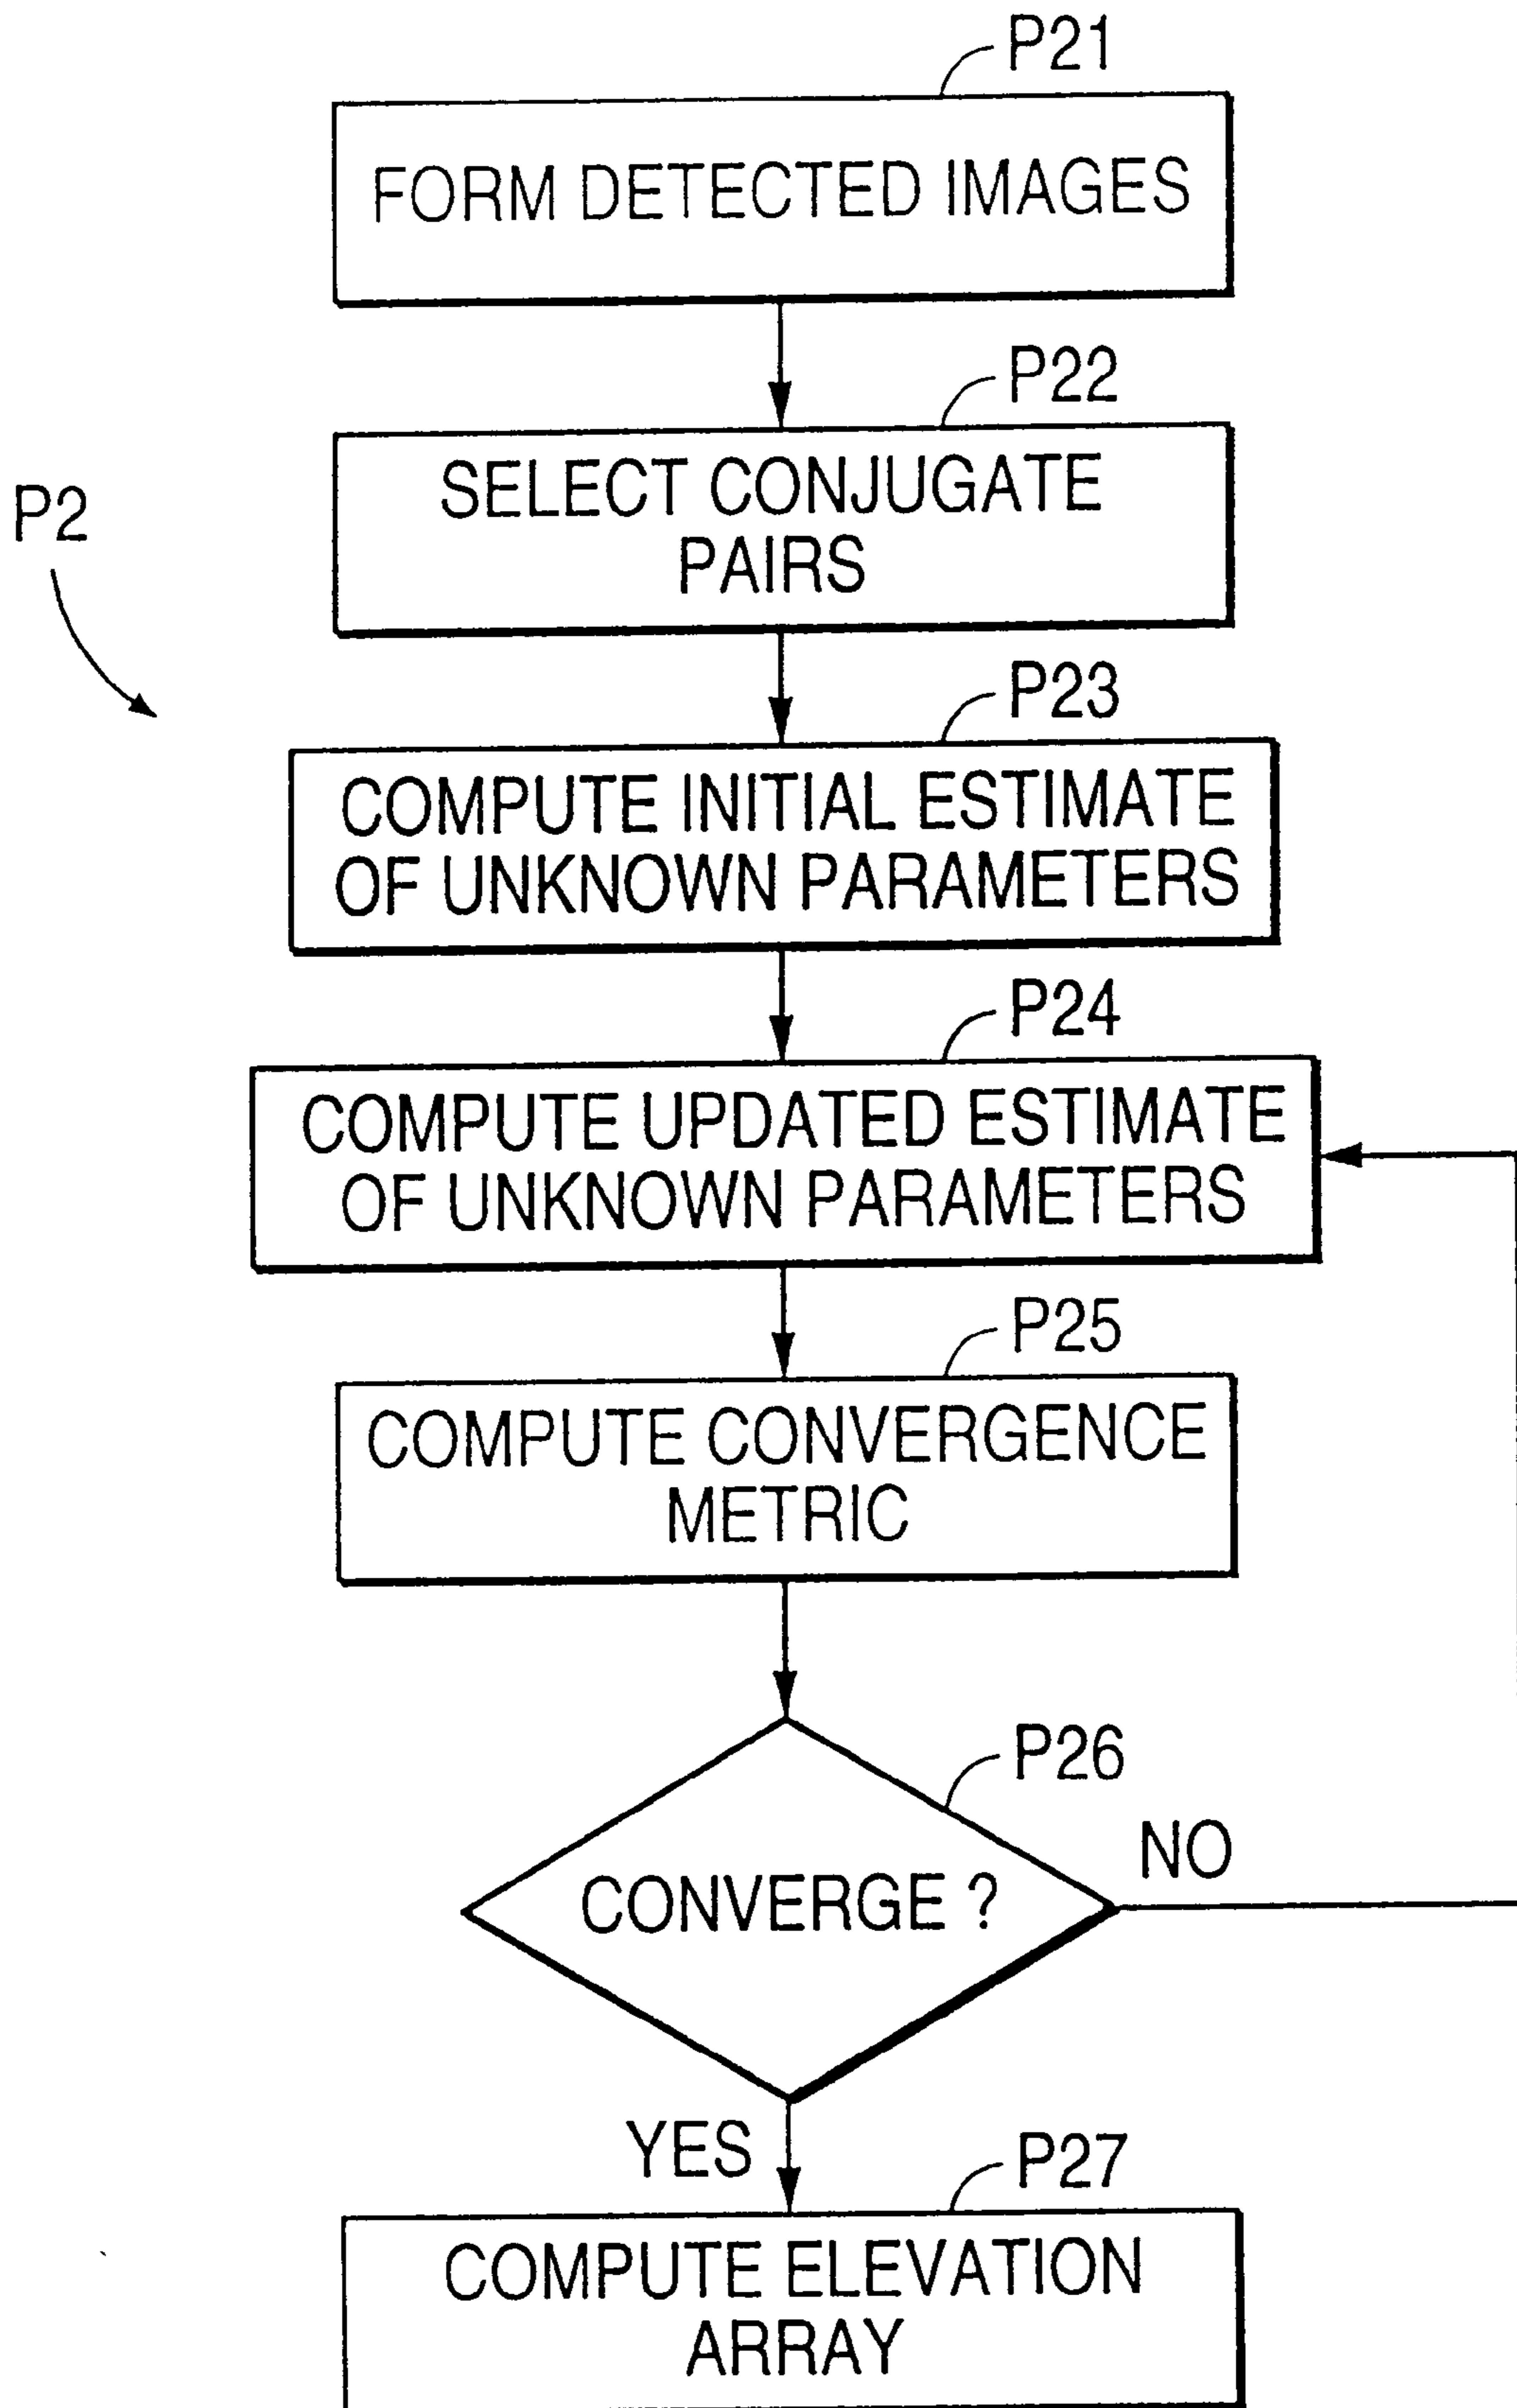 P21
FORM DETECTED IMAGES
P22
SELECT CONJUGATE
PAIRS
P2
P23
COMPUTE INITIAL ESTIMATE
OF UNKNOWN PARAMETERS
P24
COMPUTE UPDATED ESTIMATE
OF UNKNOWN PARAMETERS
P25
COMPUTE CONVERGENCE
METRIC
P26
NO
CONVERGE ?
YES
P27
COMPUTE ELEVATION
ARRAY